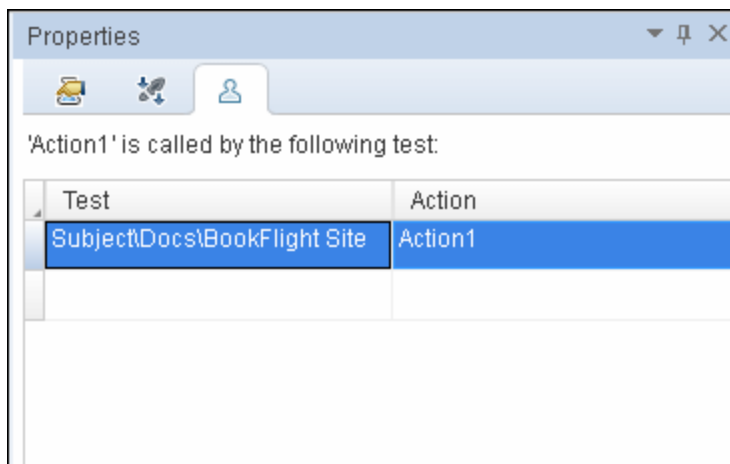 Properties
'Action1' is called by the following test:
Test Action
Subject\Docs\BookFlight Site Action1